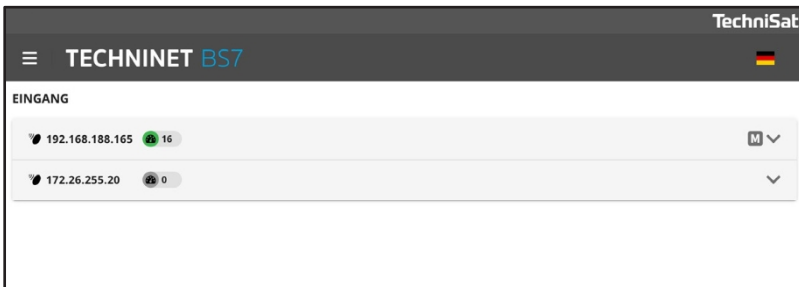 TechniSat
TECHNINET BS7
EINGANG
192.168.188.165 16 M
172.26.255.20 0